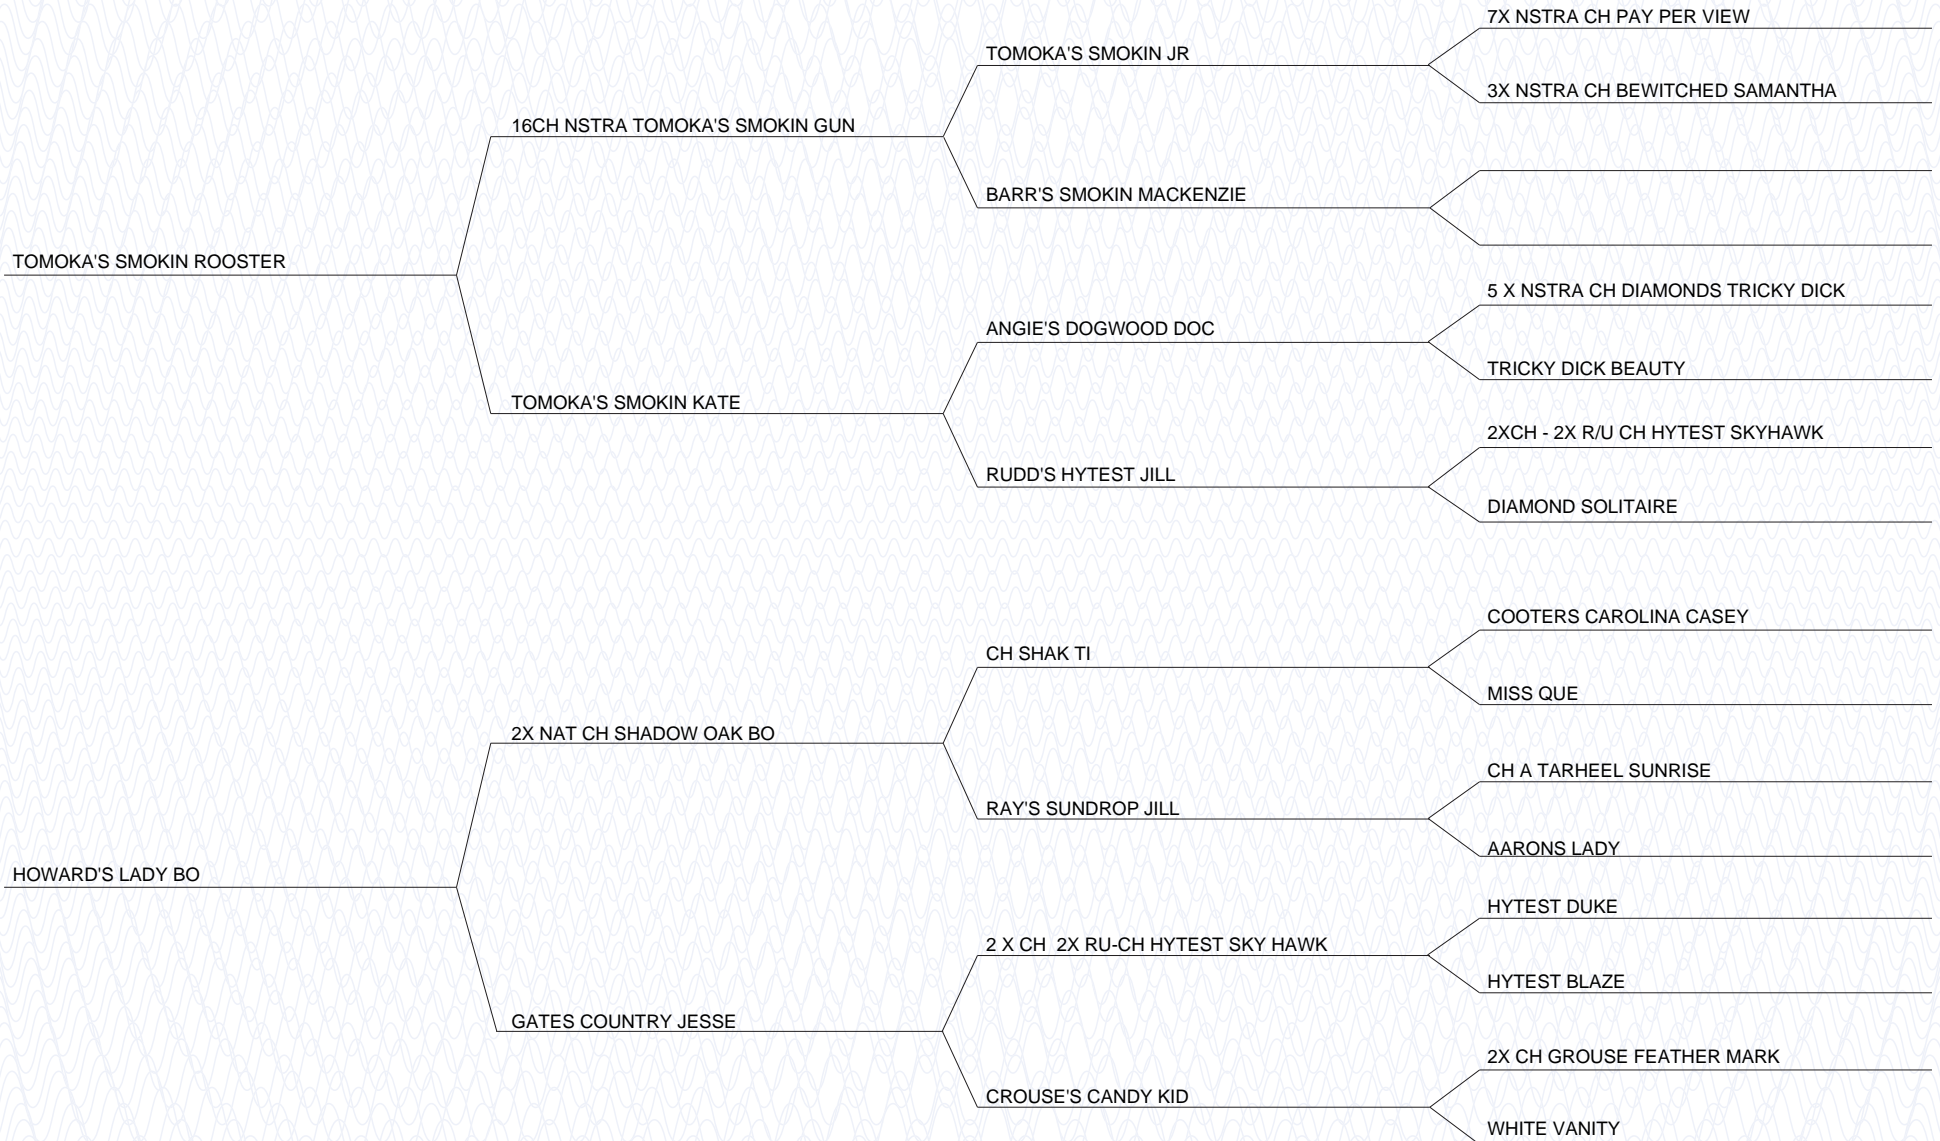 7X NSTRA CH PAY PER VIEW
TOMOKA'S SMOKIN JR
3X NSTRA CH BEWITCHED SAMANTHA
16CH NSTRA TOMOKA'S SMOKIN GUN
BARR'S SMOKIN MACKENZIE
TOMOKA'S SMOKIN ROOSTER
5 X NSTRA CH DIAMONDS TRICKY DICK
ANGIE'S DOGWOOD DOC
TRICKY DICK BEAUTY
TOMOKA'S SMOKIN KATE
2XCH - 2X R/U CH HYTEST SKYHAWK
RUDD'S HYTEST JILL
DIAMOND SOLITAIRE
COOTERS CAROLINA CASEY
CH SHAK TI
MISS QUE
2X NAT CH SHADOW OAK BO
CH A TARHEEL SUNRISE
RAY'S SUNDROP JILL
AARONS LADY
HOWARD'S LADY BO
HYTEST DUKE
2 X CH  2X RU-CH HYTEST SKY HAWK
HYTEST BLAZE
GATES COUNTRY JESSE
2X CH GROUSE FEATHER MARK
CROUSE'S CANDY KID
WHITE VANITY